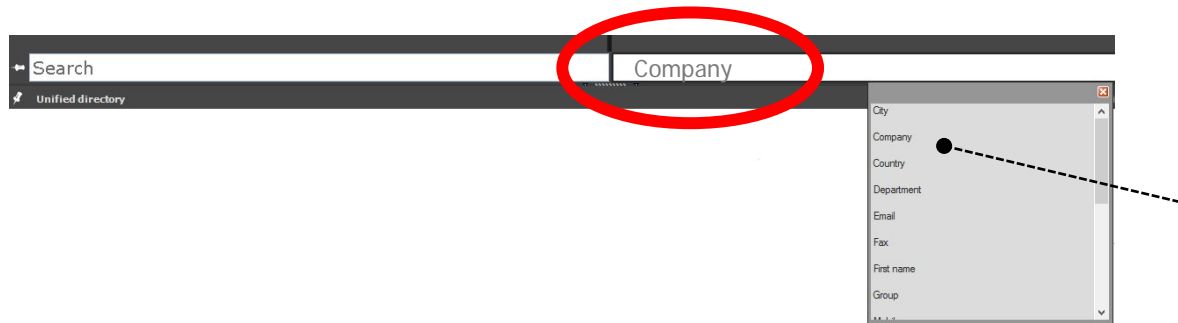 Search
Company
Unified directory
City
Company
Country
Department
Email
Fax
First name
Group